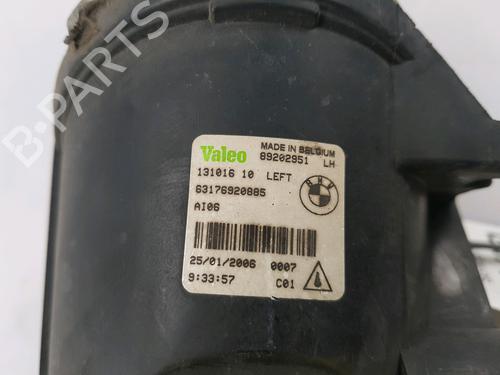 Valeo MADE IN BELGIUM
89202951 LH
131016 10 LEFT
63176920885
AI06
25/01/2006 0007
9:33:57 C01
B-PARTS